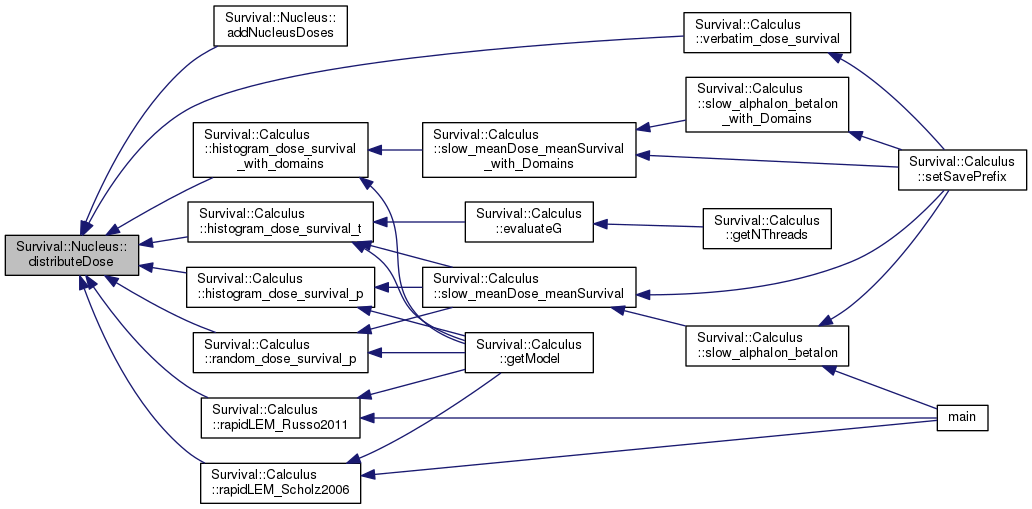 Survival::Nucleus::
addNucleusDoses
Survival::Calculus
::verbatim_dose_survival
Survival::Calculus
::slow_alphaIon_betaIon
_with_Domains
Survival::Calculus
::histogram_dose_survival
_with_domains
Survival::Calculus
::slow_meanDose_meanSurvival
_with_Domains
Survival::Calculus
::setSavePrefix
Survival::Calculus
::histogram_dose_survival_t
Survival::Calculus
::evaluateG
Survival::Calculus
::getNThreads
Survival::Nucleus::
distributeDose
Survival::Calculus
::histogram_dose_survival_p
Survival::Calculus
::slow_meanDose_meanSurvival
Survival::Calculus
::random_dose_survival_p
Survival::Calculus
::getModel
Survival::Calculus
::slow_alphaIon_betaIon
Survival::Calculus
::rapidLEM_Russo2011
main
Survival::Calculus
::rapidLEM_Scholz2006